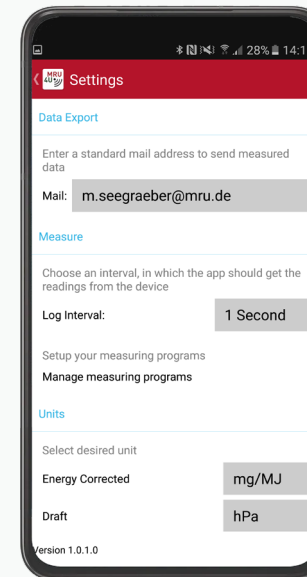 28% 14:1
MRU
4U
Settings
Data Export
Enter a standard mail address to send measured
data
Mail: m.seegraeber@mru.de
Measure
Choose an interval, in which the app should get the
readings from the device
Log Interval: 1 Second
Setup your measuring programs
Manage measuring programs
Units
Select desired unit
Energy Corrected mg/MJ
Draft hPa
Version 1.0.1.0